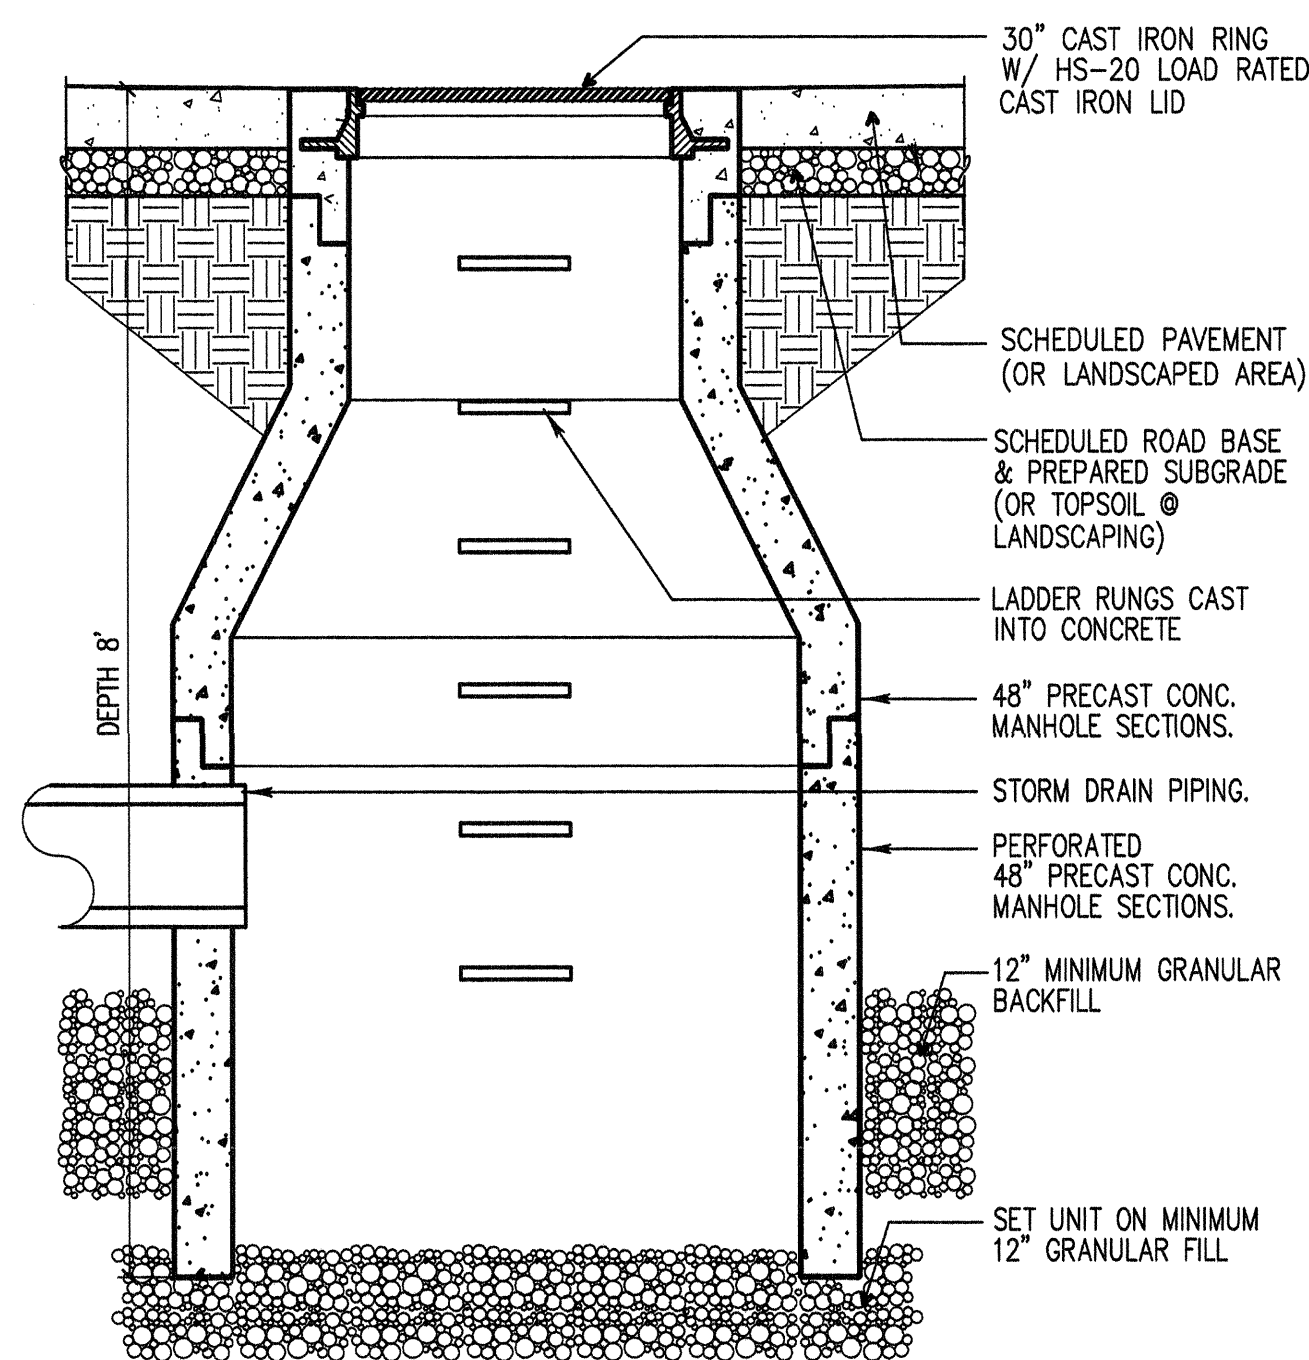 30" CAST IRON RING
W/ HS-20 LOAD RATED
CAST IRON LID
SCHEDULED PAVEMENT
(OR LANDSCAPED AREA)
SCHEDULED ROAD BASE
& PREPARED SUBGRADE
(OR TOPSOIL @
LANDSCAPING)
LADDER RUNGS CAST
INTO CONCRETE
DEPTH 8'
48" PRECAST CONC.
MANHOLE SECTIONS.
STORM DRAIN PIPING.
PERFORATED
48" PRECAST CONC.
MANHOLE SECTIONS.
12" MINIMUM GRANULAR
BACKFILL
SET UNIT ON MINIMUM
12" GRANULAR FILL